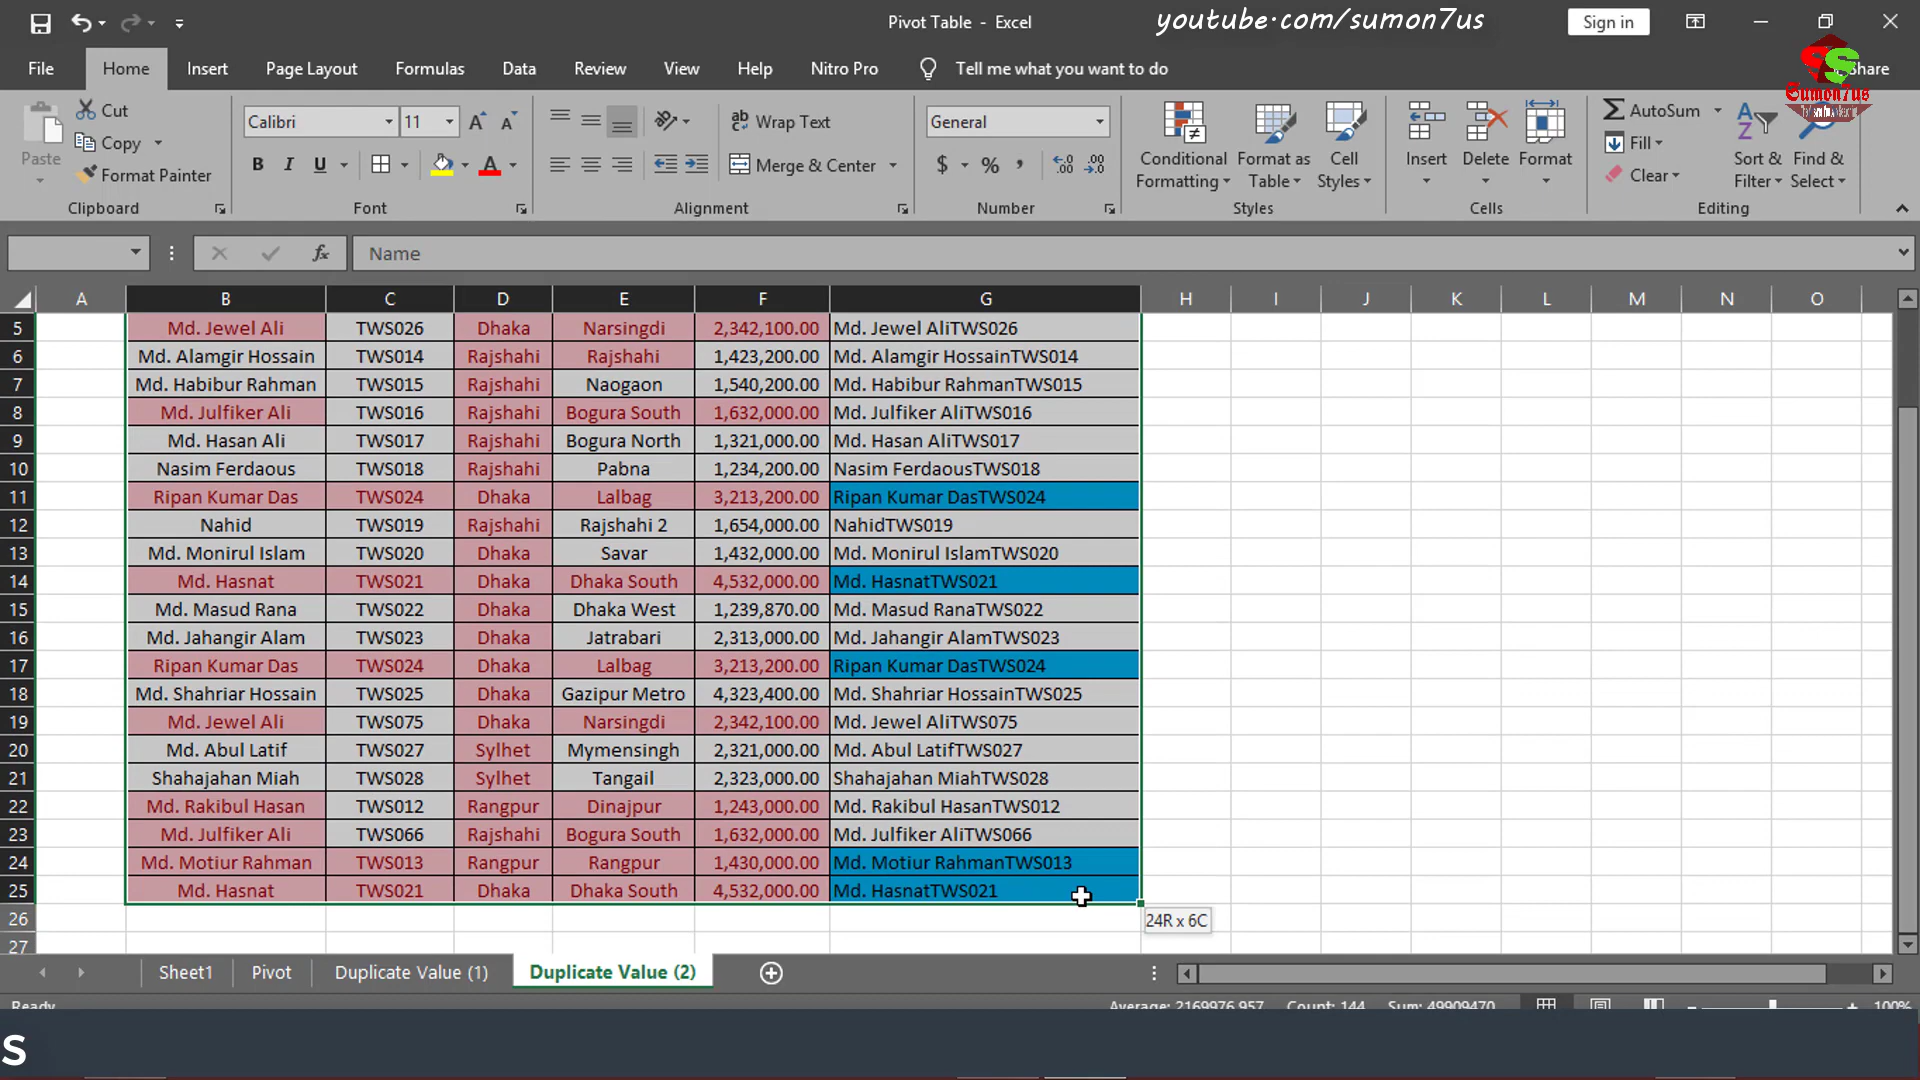 Pivot Table - Excel
youtube.com/sumon7us
Sign in
File Home Insert Page Layout Formulas Data Review View Help Nitro Pro Tell me what you want to do Share
Sumon7us
Paste
Cut
Copy
Format Painter
Clipboard
Calibri 11
B I U A
Font
Wrap Text
Merge & Center
Alignment
General
$ % ,
Number
Conditional Formatting
Format as Table
Cell Styles
Styles
Insert
Delete
Format
Cells
AutoSum
Fill
Clear
Sort & Filter
Find & Select
Editing
fx Name
A B C D E F G H I J K L M N O
5 Md. Jewel Ali TWS026 Dhaka Narsingdi 2,342,100.00 Md. Jewel AliTWS026
6 Md. Alamgir Hossain TWS014 Rajshahi Rajshahi 1,423,200.00 Md. Alamgir HossainTWS014
7 Md. Habibur Rahman TWS015 Rajshahi Naogaon 1,540,200.00 Md. Habibur RahmanTWS015
8 Md. Julfiker Ali TWS016 Rajshahi Bogura South 1,632,000.00 Md. Julfiker AliTWS016
9 Md. Hasan Ali TWS017 Rajshahi Bogura North 1,321,000.00 Md. Hasan AliTWS017
10 Nasim Ferdaous TWS018 Rajshahi Pabna 1,234,200.00 Nasim FerdaousTWS018
11 Ripan Kumar Das TWS024 Dhaka Lalbag 3,213,200.00 Ripan Kumar DasTWS024
12 Nahid TWS019 Rajshahi Rajshahi 2 1,654,000.00 NahidTWS019
13 Md. Monirul Islam TWS020 Dhaka Savar 1,432,000.00 Md. Monirul IslamTWS020
14 Md. Hasnat TWS021 Dhaka Dhaka South 4,532,000.00 Md. HasnatTWS021
15 Md. Masud Rana TWS022 Dhaka Dhaka West 1,239,870.00 Md. Masud RanaTWS022
16 Md. Jahangir Alam TWS023 Dhaka Jatrabari 2,313,000.00 Md. Jahangir AlamTWS023
17 Ripan Kumar Das TWS024 Dhaka Lalbag 3,213,200.00 Ripan Kumar DasTWS024
18 Md. Shahriar Hossain TWS025 Dhaka Gazipur Metro 4,323,400.00 Md. Shahriar HossainTWS025
19 Md. Jewel Ali TWS075 Dhaka Narsingdi 2,342,100.00 Md. Jewel AliTWS075
20 Md. Abul Latif TWS027 Sylhet Mymensingh 2,321,000.00 Md. Abul LatifTWS027
21 Shahajahan Miah TWS028 Sylhet Tangail 2,323,000.00 Shahajahan MiahTWS028
22 Md. Rakibul Hasan TWS012 Rangpur Dinajpur 1,243,000.00 Md. Rakibul HasanTWS012
23 Md. Julfiker Ali TWS066 Rajshahi Bogura South 1,632,000.00 Md. Julfiker AliTWS066
24 Md. Motiur Rahman TWS013 Rangpur Rangpur 1,430,000.00 Md. Motiur RahmanTWS013
25 Md. Hasnat TWS021 Dhaka Dhaka South 4,532,000.00 Md. HasnatTWS021
26 24R x 6C
27
Sheet1 Pivot Duplicate Value (1) Duplicate Value (2)
Ready Average: 2169976.957 Count: 144 Sum: 49909470 100%
S